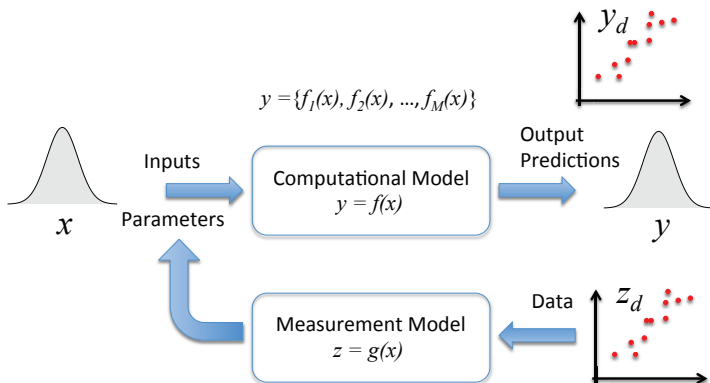 y_d
y = {f_1(x), f_2(x), ..., f_M(x)}
Inputs
Parameters
Computational Model
y = f(x)
Output
Predictions
x
y
Measurement Model
z = g(x)
Data
z_d